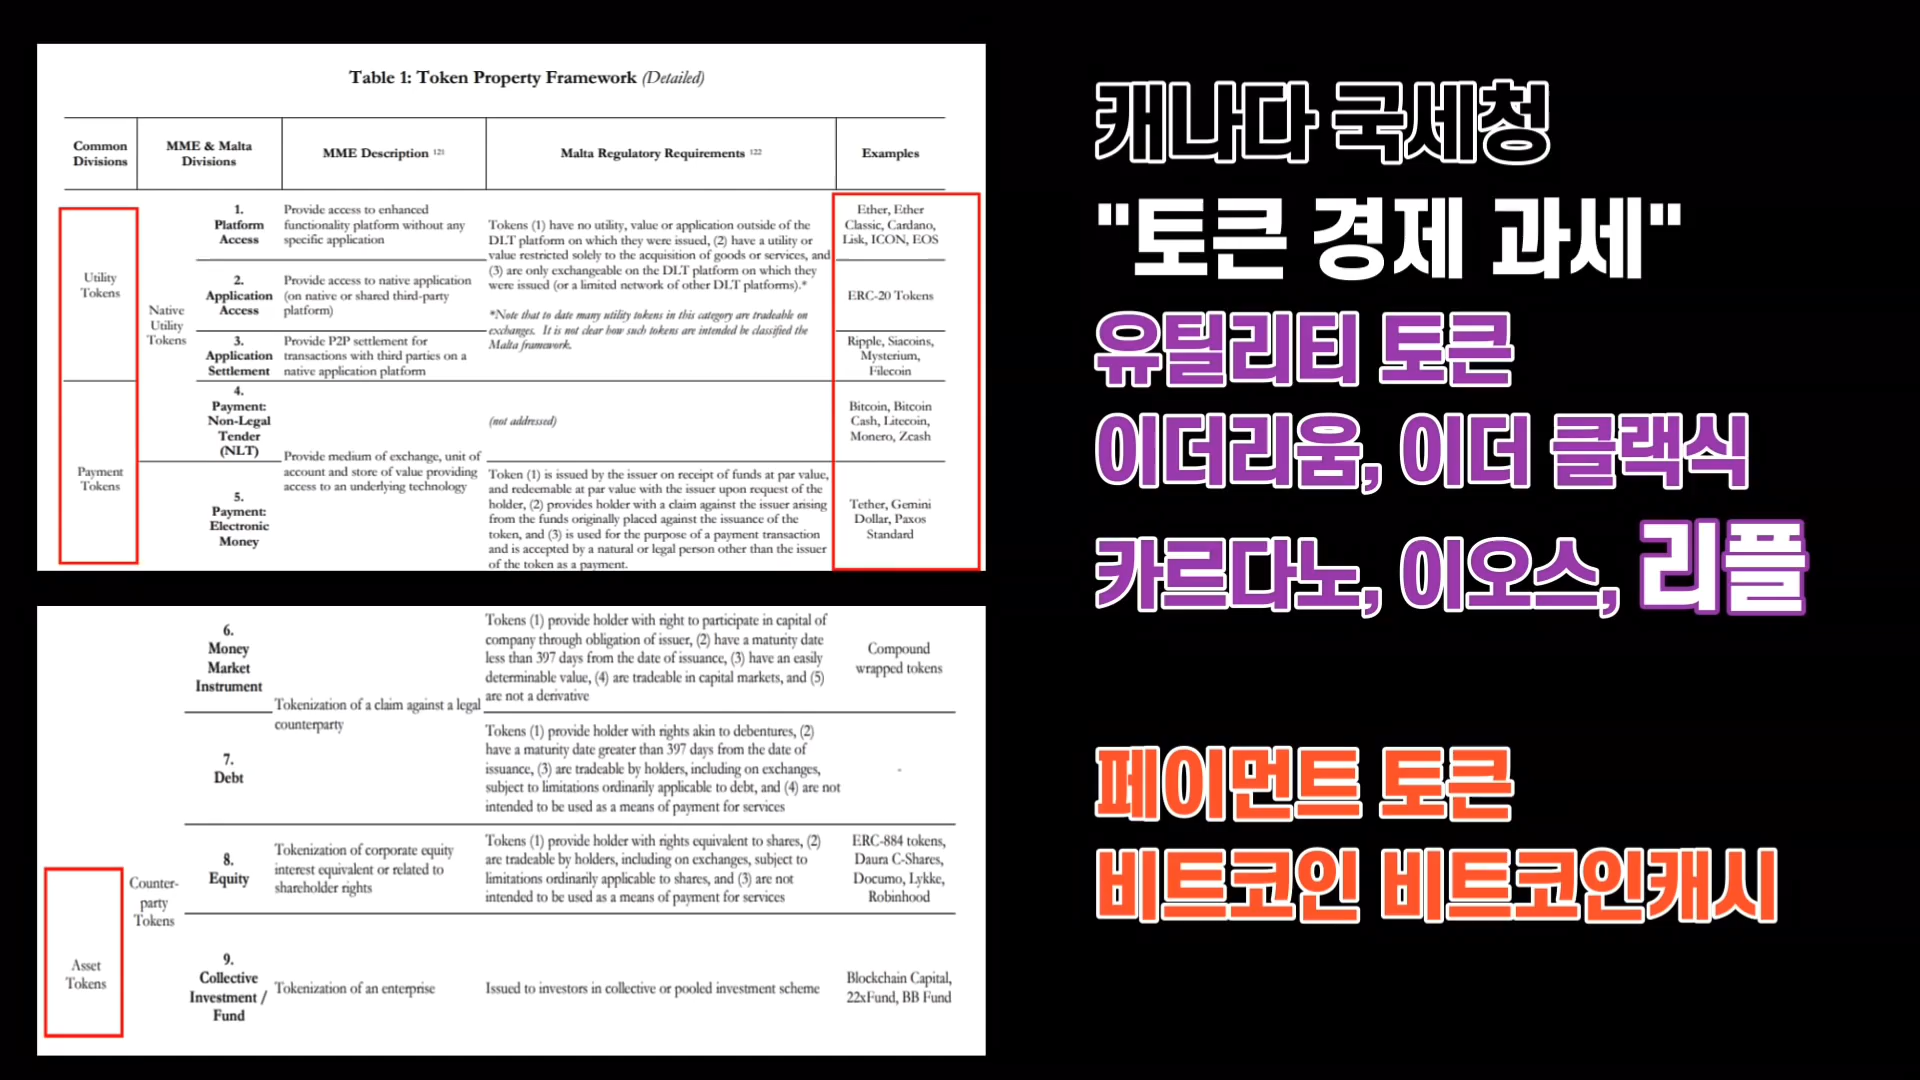 Table 1: Token Property Framework (Detailed)
Common Divisions
MME & Malta Divisions
MME Description 121
Malta Regulatory Requirements 122
Examples
Utility
Tokens
Native
Utility
Tokens
1.
Platform
Access
Provide access to enhanced
functionality platform without any
specific application
Tokens (1) have no utility, value or application outside of the
DLT platform on which they were issued, (2) have a utility or
value restricted solely to the acquisition of goods or services, and
(3) are only exchangeable on the DLT platform on which they
were issued (or a limited network of other DLT platforms).*
*Note that to date many utility tokens in this category are tradeable on
exchanges. It is not clear how such tokens are intended be classified the
Malta framework.
Ether, Ether
Classic, Cardano,
Lisk, ICON, EOS
2.
Application
Access
Provide access to native application
(on native or shared third-party
platform)
ERC-20 Tokens
3.
Application
Settlement
Provide P2P settlement for
transactions with third parties on a
native application platform
Ripple, Siacoins,
Mysterium,
Filecoin
Payment
Tokens
4.
Payment:
Non-Legal
Tender
(NLT)
Provide medium of exchange, unit of
account and store of value providing
access to an underlying technology
(not addressed)
Bitcoin, Bitcoin
Cash, Litecoin,
Monero, Zcash
5.
Payment:
Electronic
Money
Token (1) is issued by the issuer on receipt of funds at par value,
and redeemable at par value with the issuer upon request of the
holder, (2) provides holder with a claim against the issuer arising
from the funds originally placed against the issuance of the
token, and (3) is used for the purpose of a payment transaction
and is accepted by a natural or legal person other than the issuer
of the token as a payment.
Tether, Gemini
Dollar, Paxos
Standard
6.
Money
Market
Instrument
Tokenization of a claim against a legal
counterparty
Tokens (1) provide holder with right to participate in capital of
company through obligation of issuer, (2) have a maturity date
less than 397 days from the date of issuance, (3) have an easily
determinable value, (4) are tradeable in capital markets, and (5)
are not a derivative
Compound
wrapped tokens
7.
Debt
Tokens (1) provide holder with rights akin to debentures, (2)
have a maturity date greater than 397 days from the date of
issuance, (3) are tradeable by holders, including on exchanges,
subject to limitations ordinarily applicable to debt, and (4) are not
intended to be used as a means of payment for services
-
Asset
Tokens
Counter-
party
Tokens
8.
Equity
Tokenization of corporate equity
interest equivalent or related to
shareholder rights
Tokens (1) provide holder with rights equivalent to shares, (2)
are tradeable by holders, including on exchanges, subject to
limitations ordinarily applicable to shares, and (3) are not
intended to be used as a means of payment for services
ERC-884 tokens,
Daura C-Shares,
Documo, Lykke,
Robinhood
9.
Collective
Investment /
Fund
Tokenization of an enterprise
Issued to investors in collective or pooled investment scheme
Blockchain Capital,
22xFund, BB Fund
캐나다 국세청
"토큰 경제 과세"
유틸리티 토큰
이더리움, 이더 클랙식
카르다노, 이오스, 리플
페이먼트 토큰
비트코인 비트코인캐시